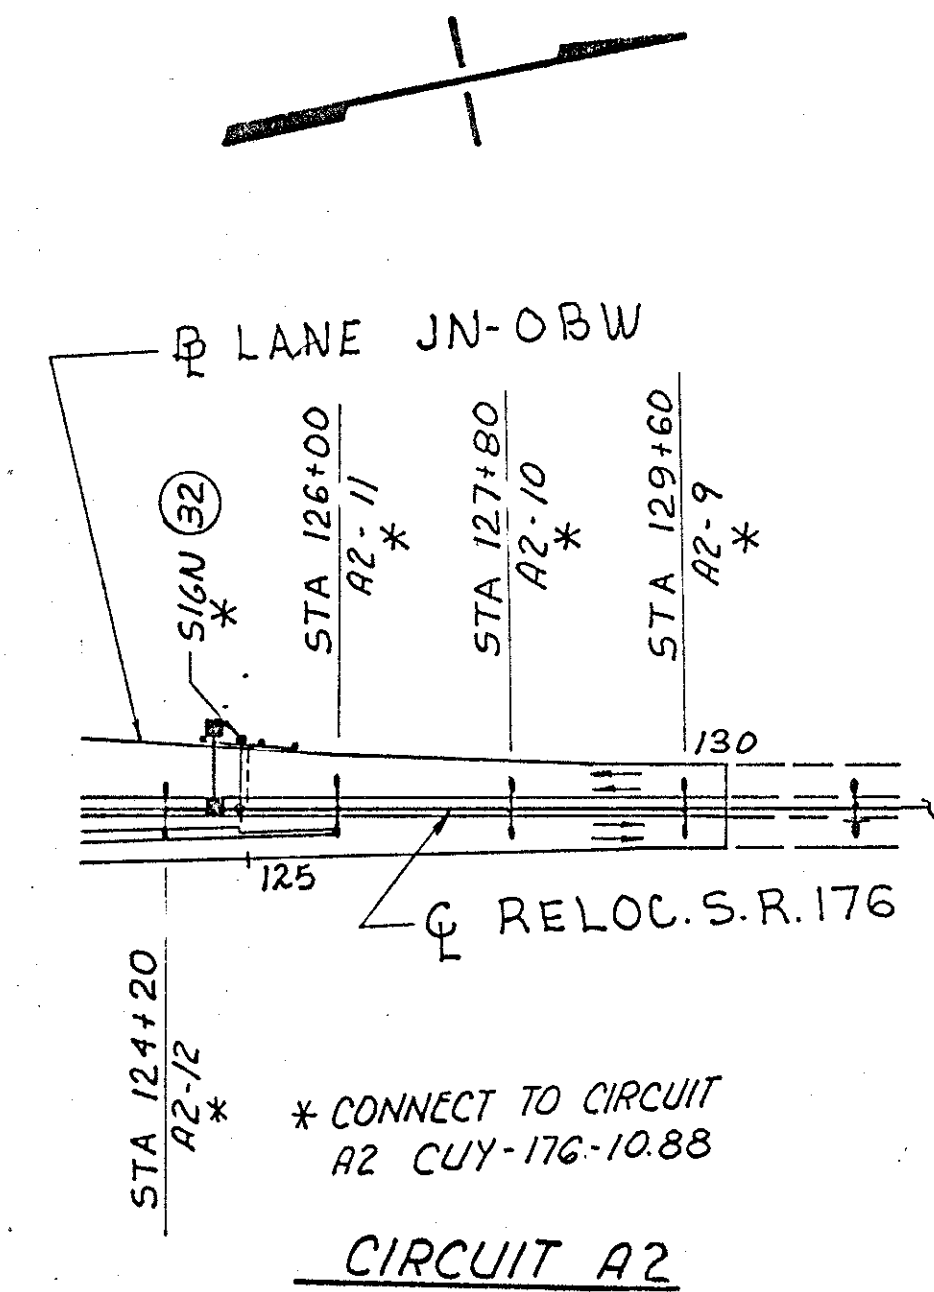 ℄ LANE JN-OBW
SIGN 32
*
STA 126+00
A2-11
*
STA 127+80
A2-10
*
STA 129+60
A2-9
*
130
125
℄ RELOC. S.R. 176
STA 124+20
A2-12
*
* CONNECT TO CIRCUIT
A2 CUY-176-10.88
CIRCUIT A2